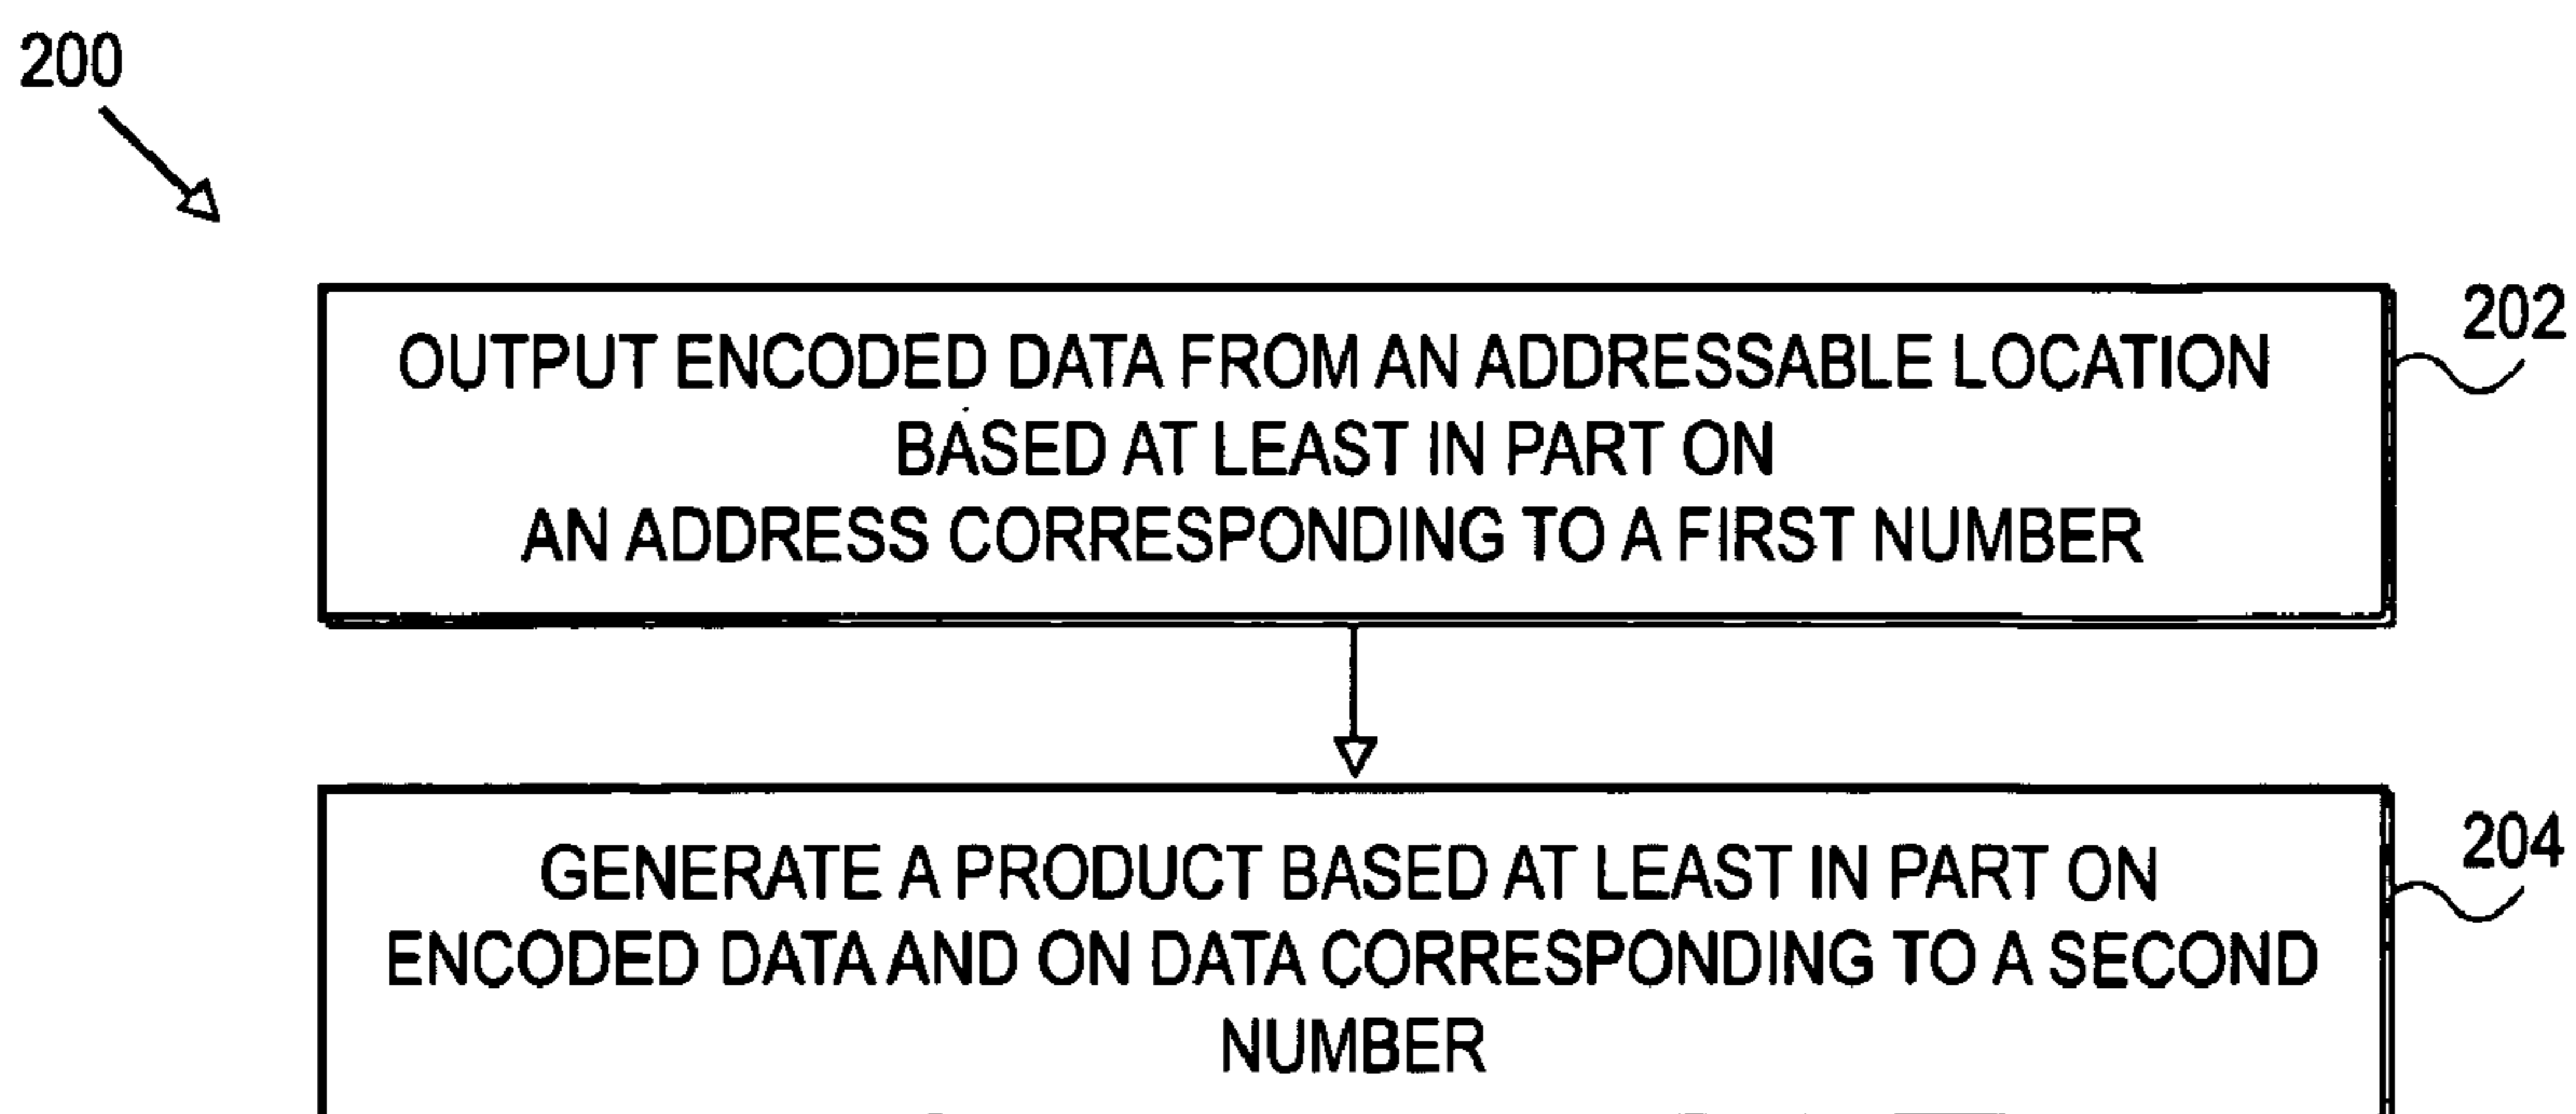 200
OUTPUT ENCODED DATA FROM AN ADDRESSABLE LOCATION
BASED AT LEAST IN PART ON
AN ADDRESS CORRESPONDING TO A FIRST NUMBER
202
GENERATE A PRODUCT BASED AT LEAST IN PART ON
ENCODED DATA AND ON DATA CORRESPONDING TO A SECOND
NUMBER
204